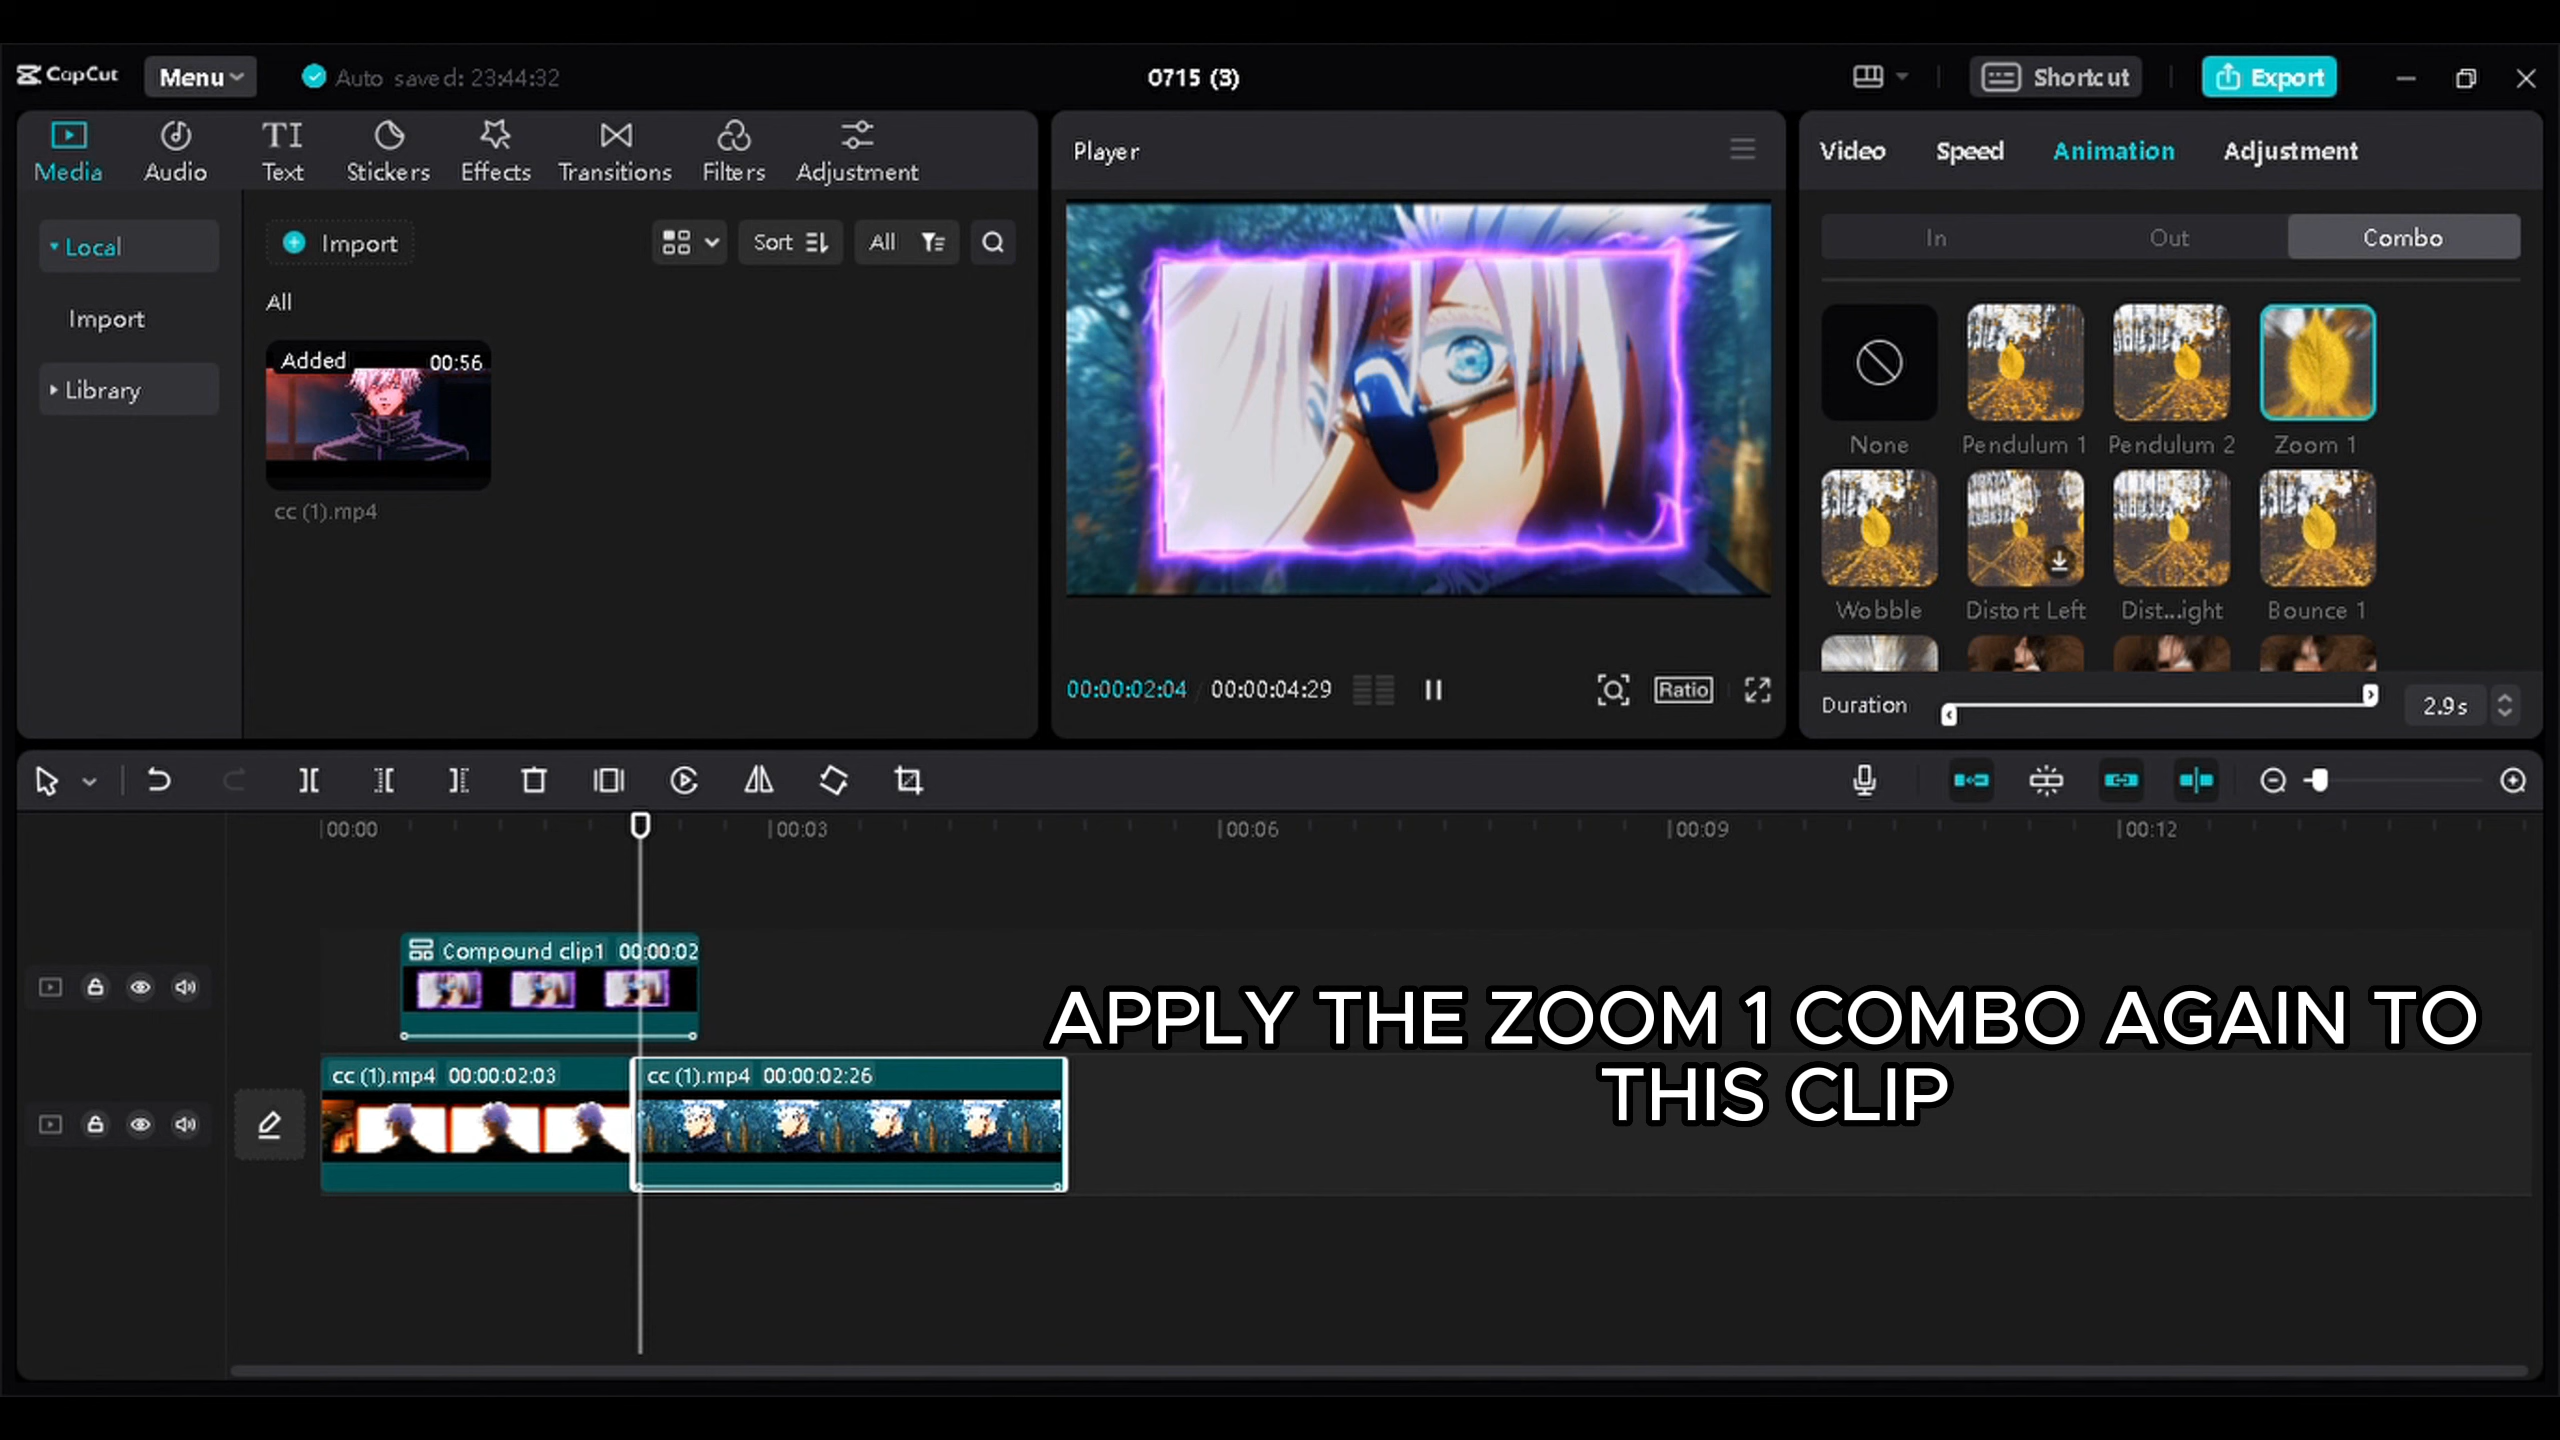 CapCut
Menu
Auto saved: 23:44:32
0715 (3)
Shortcut
Export
Media
Audio
TI
Text
Stickers
Effects
Transitions
Filters
Adjustment
Local
Import
Library
Import
Sort
All
All
Added
00:56
cc (1).mp4
Player
00:00:02:04 / 00:00:04:29
Ratio
Video
Speed
Animation
Adjustment
In
Out
Combo
None
Pendulum 1
Pendulum 2
Zoom 1
Wobble
Distort Left
Dist...ight
Bounce 1
Duration
2.9s
00:00
00:03
00:06
00:09
00:12
Compound clip1 00:00:02
cc (1).mp4 00:00:02:03
cc (1).mp4 00:00:02:26
APPLY THE ZOOM 1 COMBO AGAIN TO
THIS CLIP